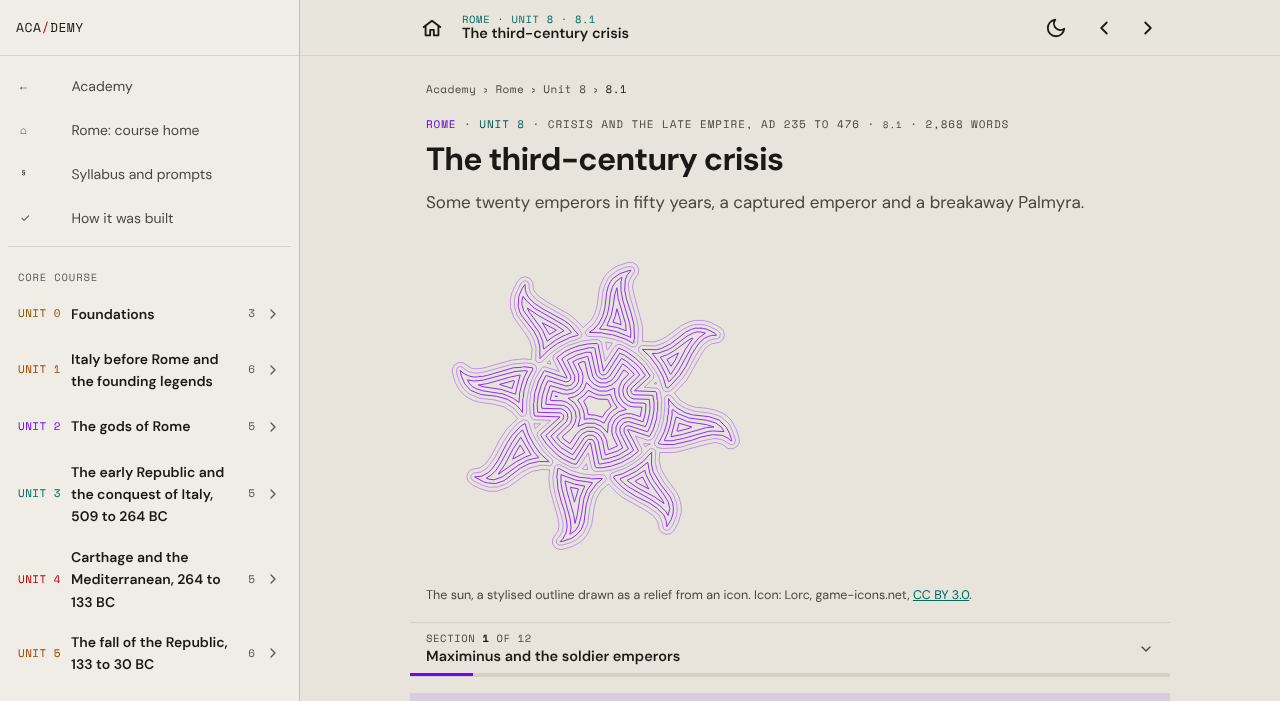 ACA/DEMY
← Academy
⌂ Rome: course home
§ Syllabus and prompts
✓ How it was built
CORE COURSE
UNIT 0 Foundations 3
UNIT 1 Italy before Rome and
the founding legends 6
UNIT 2 The gods of Rome 5
UNIT 3 The early Republic and
the conquest of Italy, 5
509 to 264 BC
UNIT 4 Carthage and the
Mediterranean, 264 to 5
133 BC
UNIT 5 The fall of the Republic, 6
133 to 30 BC
ROME · UNIT 8 · 8.1
The third-century crisis
Academy › Rome › Unit 8 › 8.1
ROME · UNIT 8 · CRISIS AND THE LATE EMPIRE, AD 235 TO 476 · 8.1 · 2,868 WORDS
The third-century crisis
Some twenty emperors in fifty years, a captured emperor and a breakaway Palmyra.
The sun, a stylised outline drawn as a relief from an icon. Icon: Lorc, game-icons.net, CC BY 3.0.
SECTION 1 OF 12
Maximinus and the soldier emperors